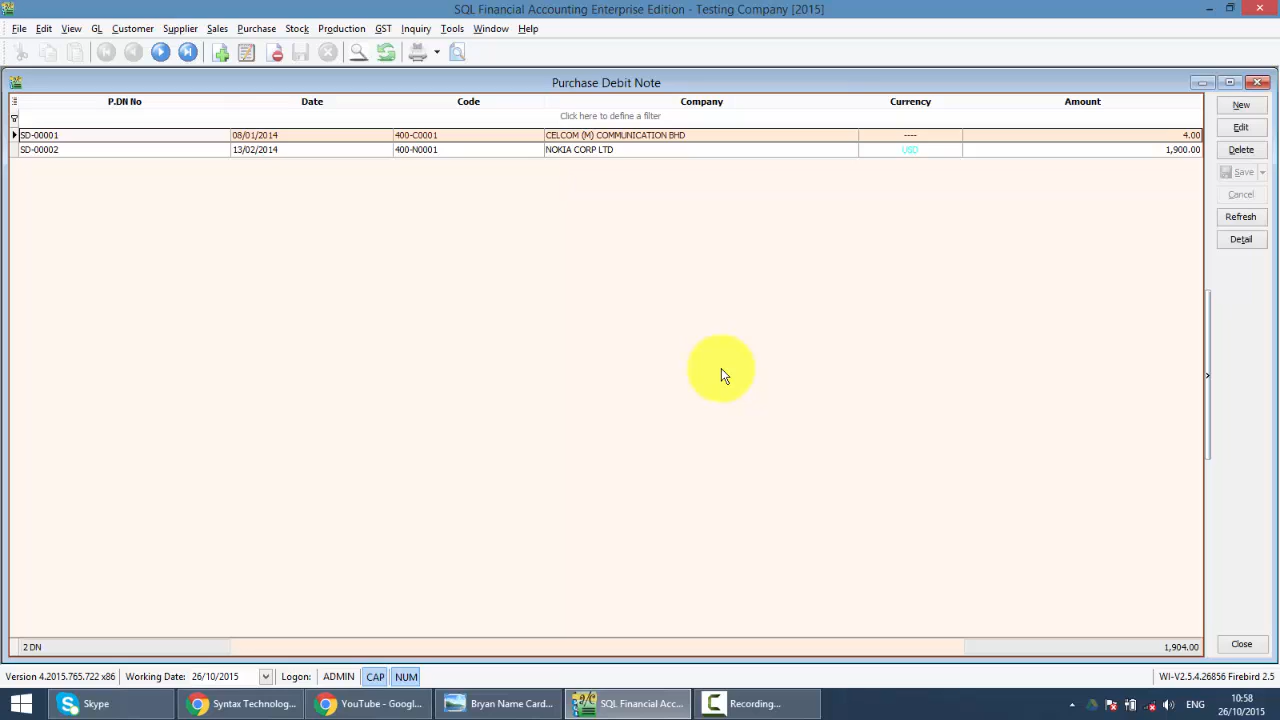 SQL Financial Accounting Enterprise Edition - Testing Company [2015]
File Edit View GL Customer Supplier Sales Purchase Stock Production GST Inquiry Tools Window Help
Purchase Debit Note
P.DN No Date Code Company Currency Amount
Click here to define a filter
SD-00001 08/01/2014 400-C0001 CELCOM (M) COMMUNICATION BHD ---- 4.00
SD-00002 13/02/2014 400-N0001 NOKIA CORP LTD USD 1,900.00
New
Edit
Delete
Save
Cancel
Refresh
Detail
2 DN 1,904.00
Close
Version 4.2015.765.722 x86 Working Date: 26/10/2015 Logon: ADMIN CAP NUM WI-V2.5.4.26856 Firebird 2.5
Skype Syntax Technolog... YouTube - Googl... Bryan Name Card... SQL Financial Acc... Recording... ENG 10:58
26/10/2015